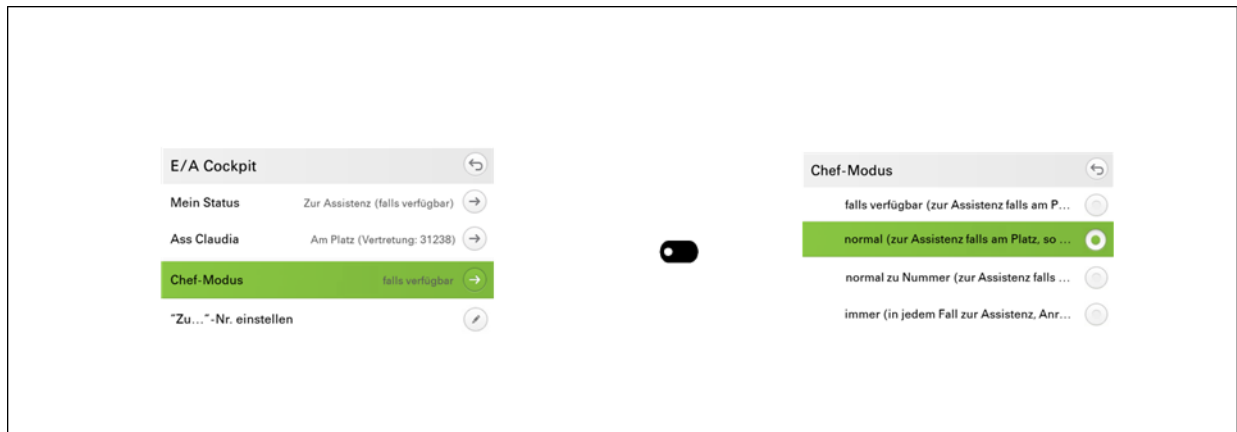 E/A Cockpit
Mein Status Zur Assistenz (falls verfügbar)
Ass Claudia Am Platz (Vertretung: 31238)
Chef-Modus falls verfügbar
"Zu..."-Nr. einstellen
Chef-Modus
falls verfügbar (zur Assistenz falls am P...
normal (zur Assistenz falls am Platz, so ...
normal zu Nummer (zur Assistenz falls ...
immer (in jedem Fall zur Assistenz, Anr...